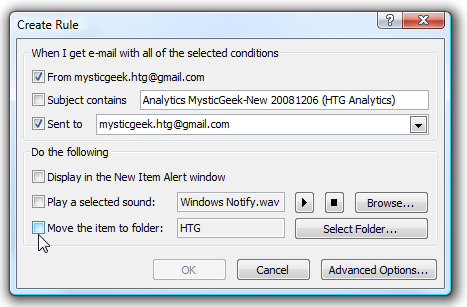 Create Rule
When I get e-mail with all of the selected conditions
From mysticgeek.htg@gmail.com
Subject contains Analytics MysticGeek-New 20081206 (HTG Analytics)
Sent to mysticgeek.htg@gmail.com
Do the following
Display in the New Item Alert window
Play a selected sound: Windows Notify.wav Browse...
Move the item to folder: HTG Select Folder...
OK Cancel Advanced Options...